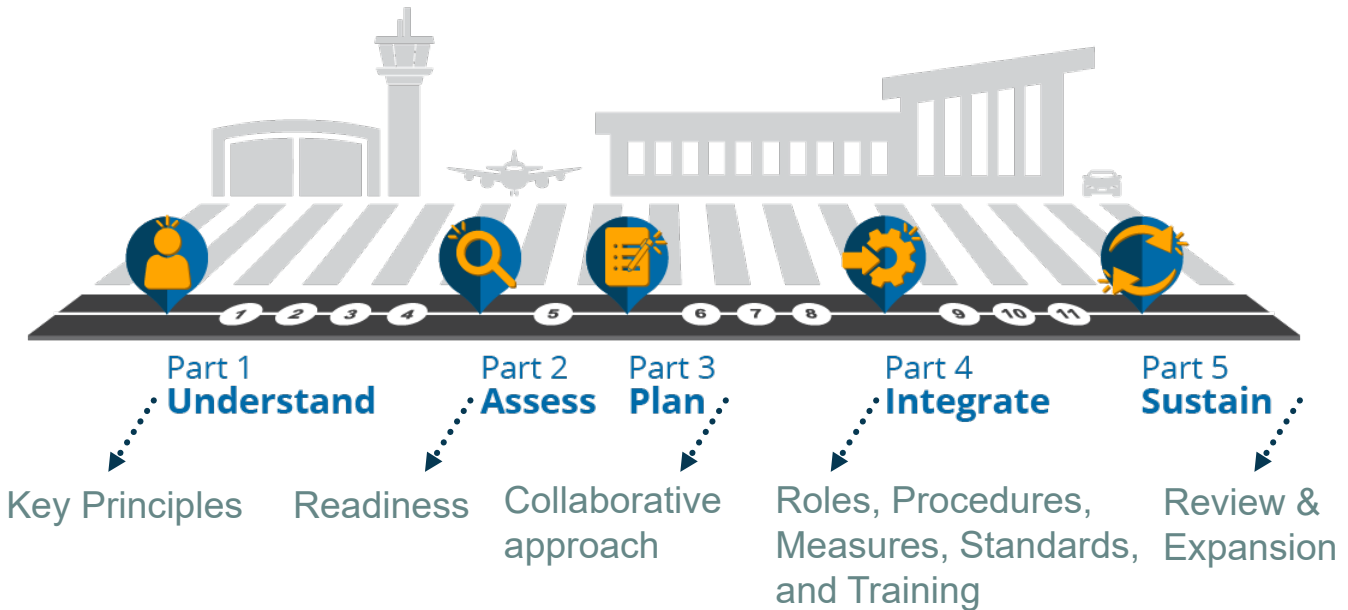 1 2 3 4 5 6 7 8 9 10 11
Part 1
Understand
Part 2
Assess
Part 3
Plan
Part 4
Integrate
Part 5
Sustain
Key Principles
Readiness
Collaborative
approach
Roles, Procedures,
Measures, Standards,
and Training
Review &
Expansion